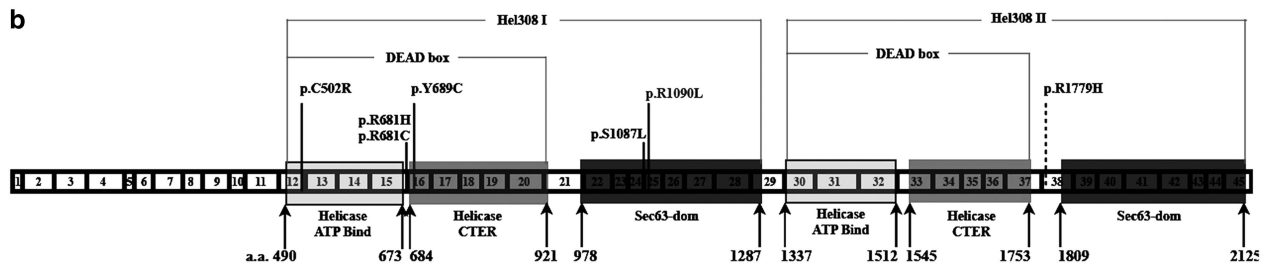 b
Hel308 I
Hel308 II
DEAD box
DEAD box
p.C502R
p.Y689C
p.R1090L
p.R1779H
p.R681H
p.R681C
p.S1087L
1 2 3 4 5 6 7 8 9 10 11 12 13 14 15 16 17 18 19 20 21 22 23 24 25 26 27 28 29 30 31 32 33 34 35 36 37 38 39 40 41 42 43 44 45
Helicase
ATP Bind
Helicase
CTER
Sec63-dom
Helicase
ATP Bind
Helicase
CTER
Sec63-dom
a.a. 490 673 684 921 978 1287 1337 1512 1545 1753 1809 2125